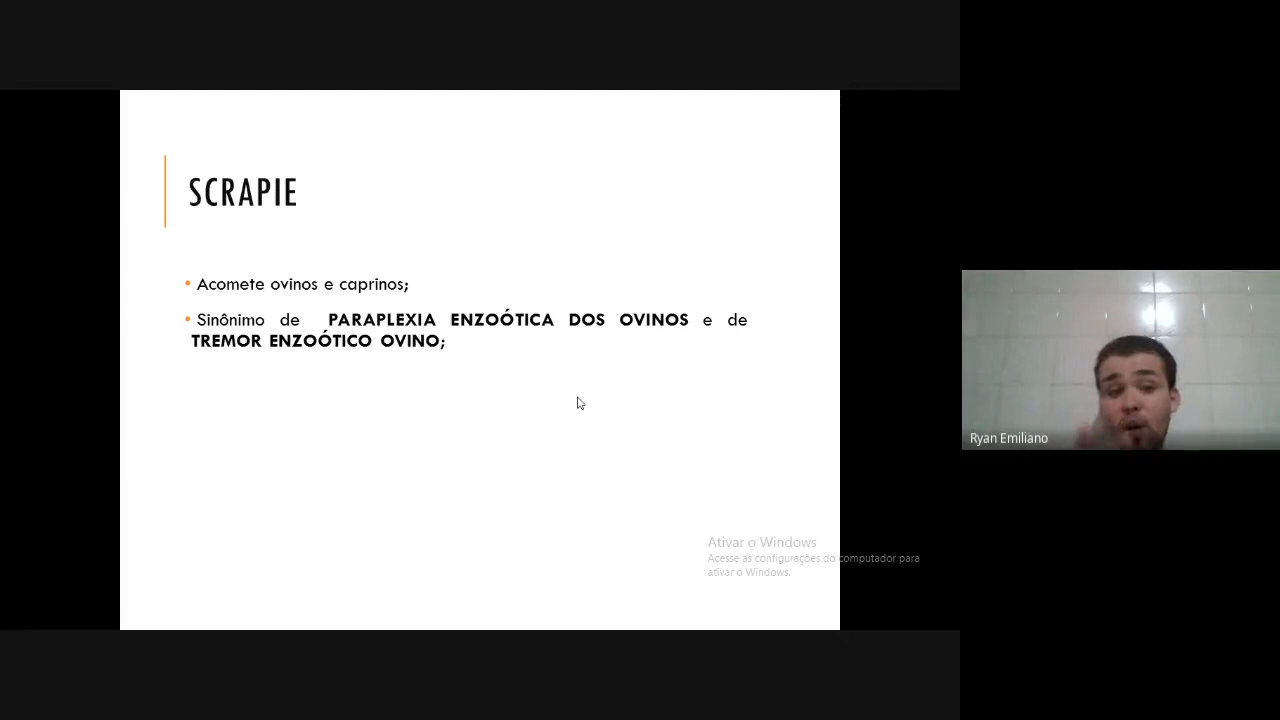 SCRAPIE
• Acomete ovinos e caprinos;
• Sinônimo de PARAPLEXIA ENZOÓTICA DOS OVINOS e de
TREMOR ENZOÓTICO OVINO;
Ryan Emiliano
Ativar o Windows
Acesse as configurações do computador para
ativar o Windows.